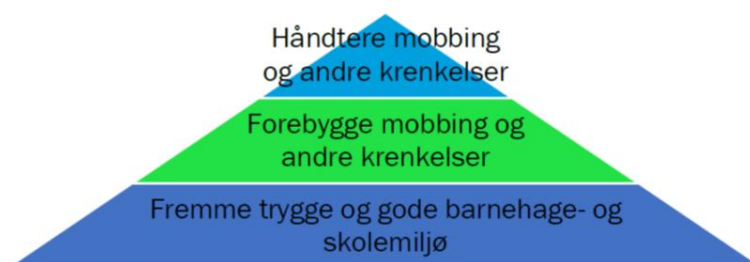 Håndtere mobbing
og andre krenkelser
Forebygge mobbing og
andre krenkelser
Fremme trygge og gode barnehage- og
skolemiljø